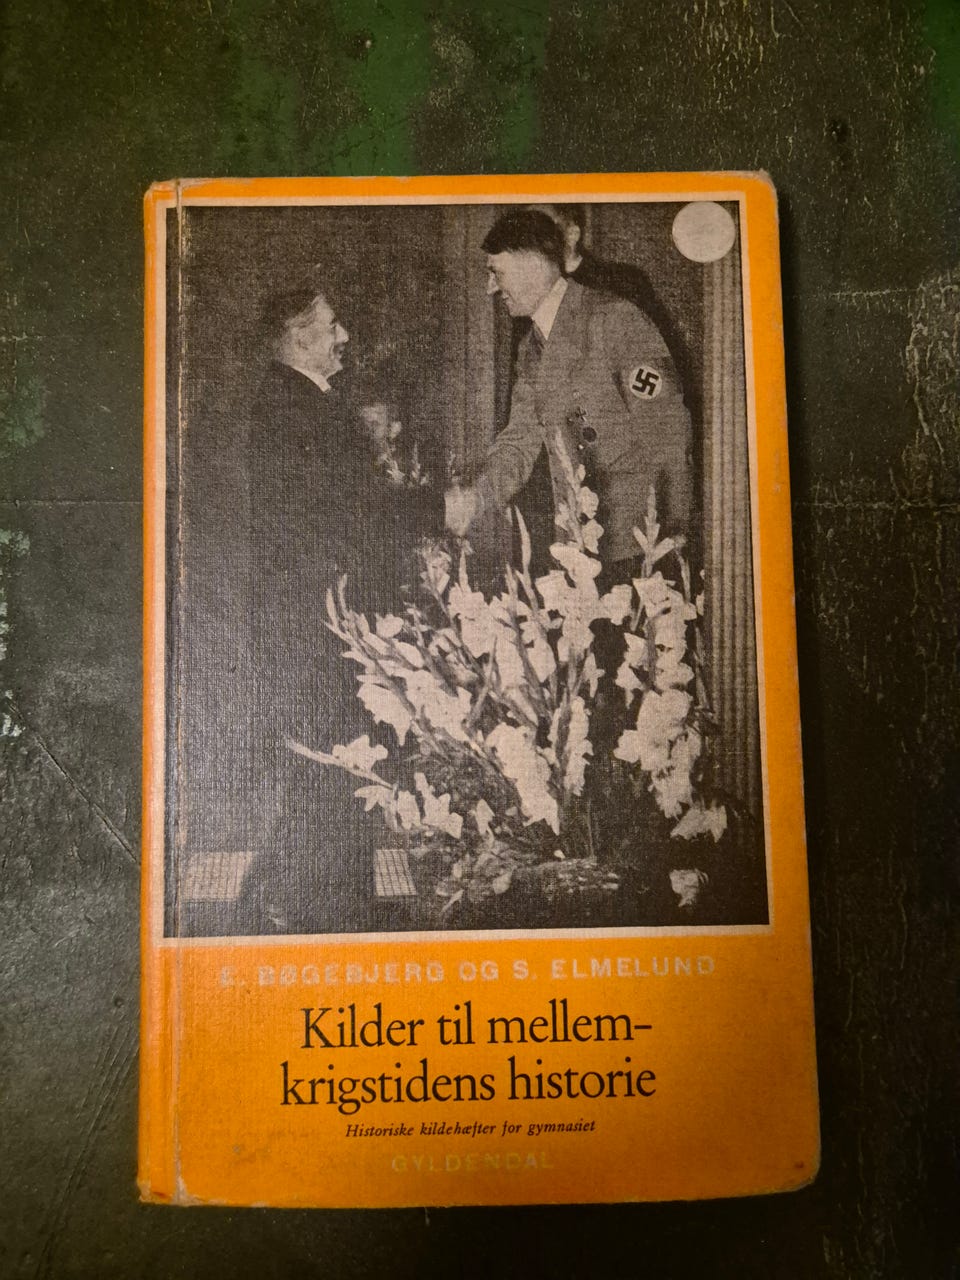 E. BØGEBJERG OG S. ELMELUND
Kilder til mellem-
krigstidens historie
Historiske kildehæfter for gymnasiet
GYLDENDAL